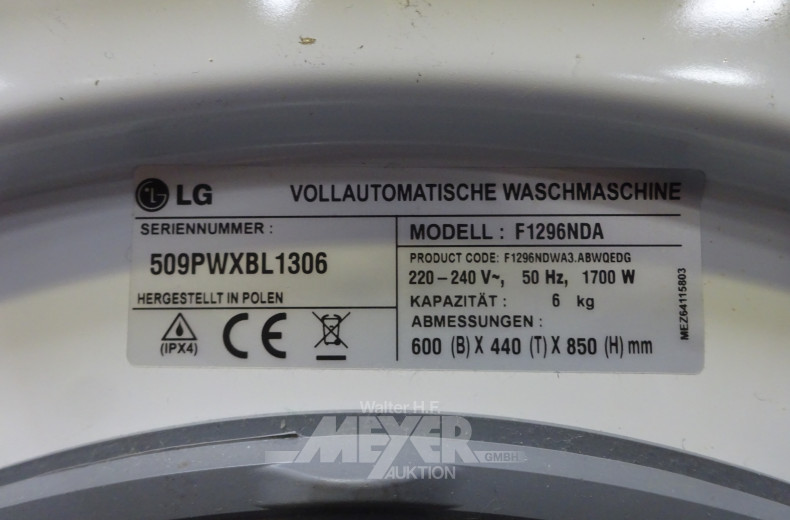 LG VOLLAUTOMATISCHE WASCHMASCHINE
SERIENNUMMER :
509PWXBL1306
HERGESTELLT IN POLEN
(IPX4) CE
MODELL : F1296NDA
PRODUCT CODE: F1296NDWA3.ABWQEDG
220-240 V~, 50 Hz, 1700 W
KAPAZITÄT : 6 kg
ABMESSUNGEN :
600 (B) X 440 (T) X 850 (H) mm
MEZ64115803
Walter H.F.
MEYER
GMBH
AUKTION